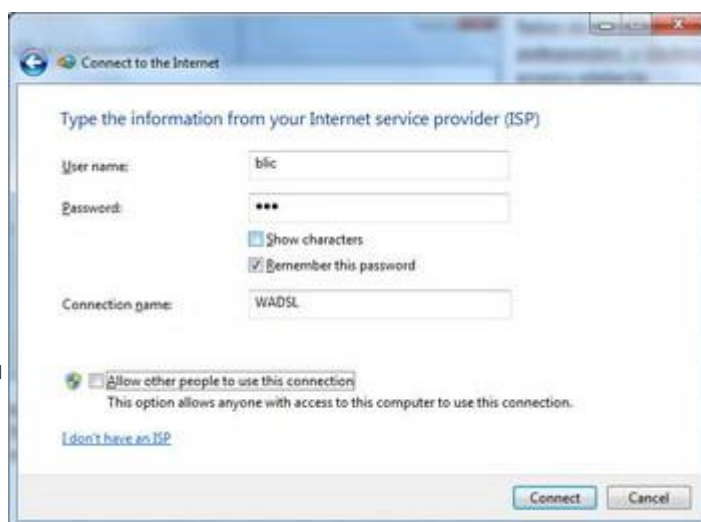 Connect to the Internet
Type the information from your Internet service provider (ISP)
User name:
blic
Password:
•••
Show characters
Remember this password
Connection name:
WADSL
Allow other people to use this connection
This option allows anyone with access to this computer to use this connection.
I don't have an ISP
Connect
Cancel